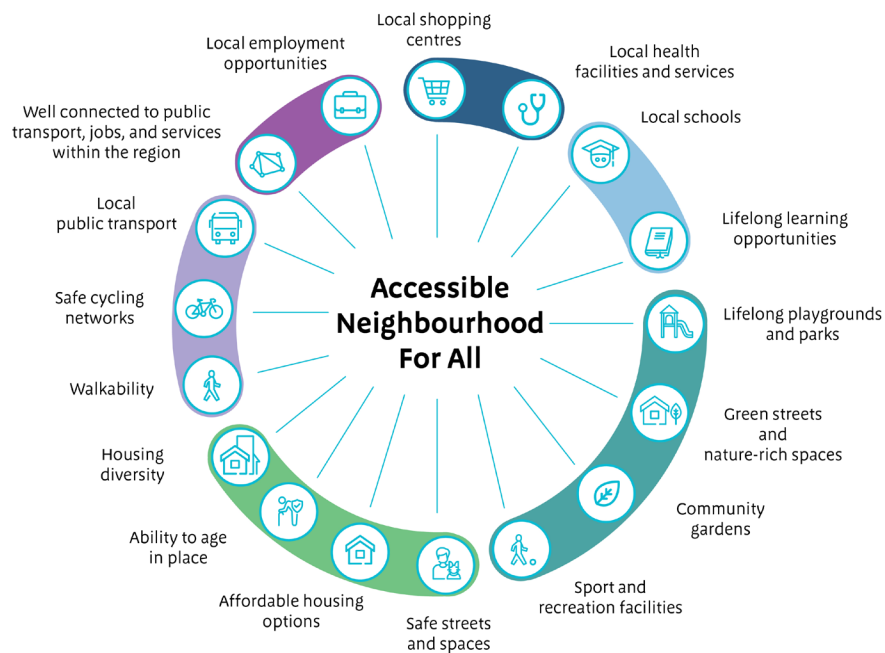 Local shopping
centres
Local health
facilities and services
Local schools
Lifelong learning
opportunities
Lifelong playgrounds
and parks
Green streets
and
nature-rich spaces
Community
gardens
Sport and
recreation facilities
Safe streets
and spaces
Affordable housing
options
Ability to age
in place
Housing
diversity
Walkability
Safe cycling
networks
Local
public transport
Well connected to public
transport, jobs, and services
within the region
Local employment
opportunities
Accessible
Neighbourhood
For All